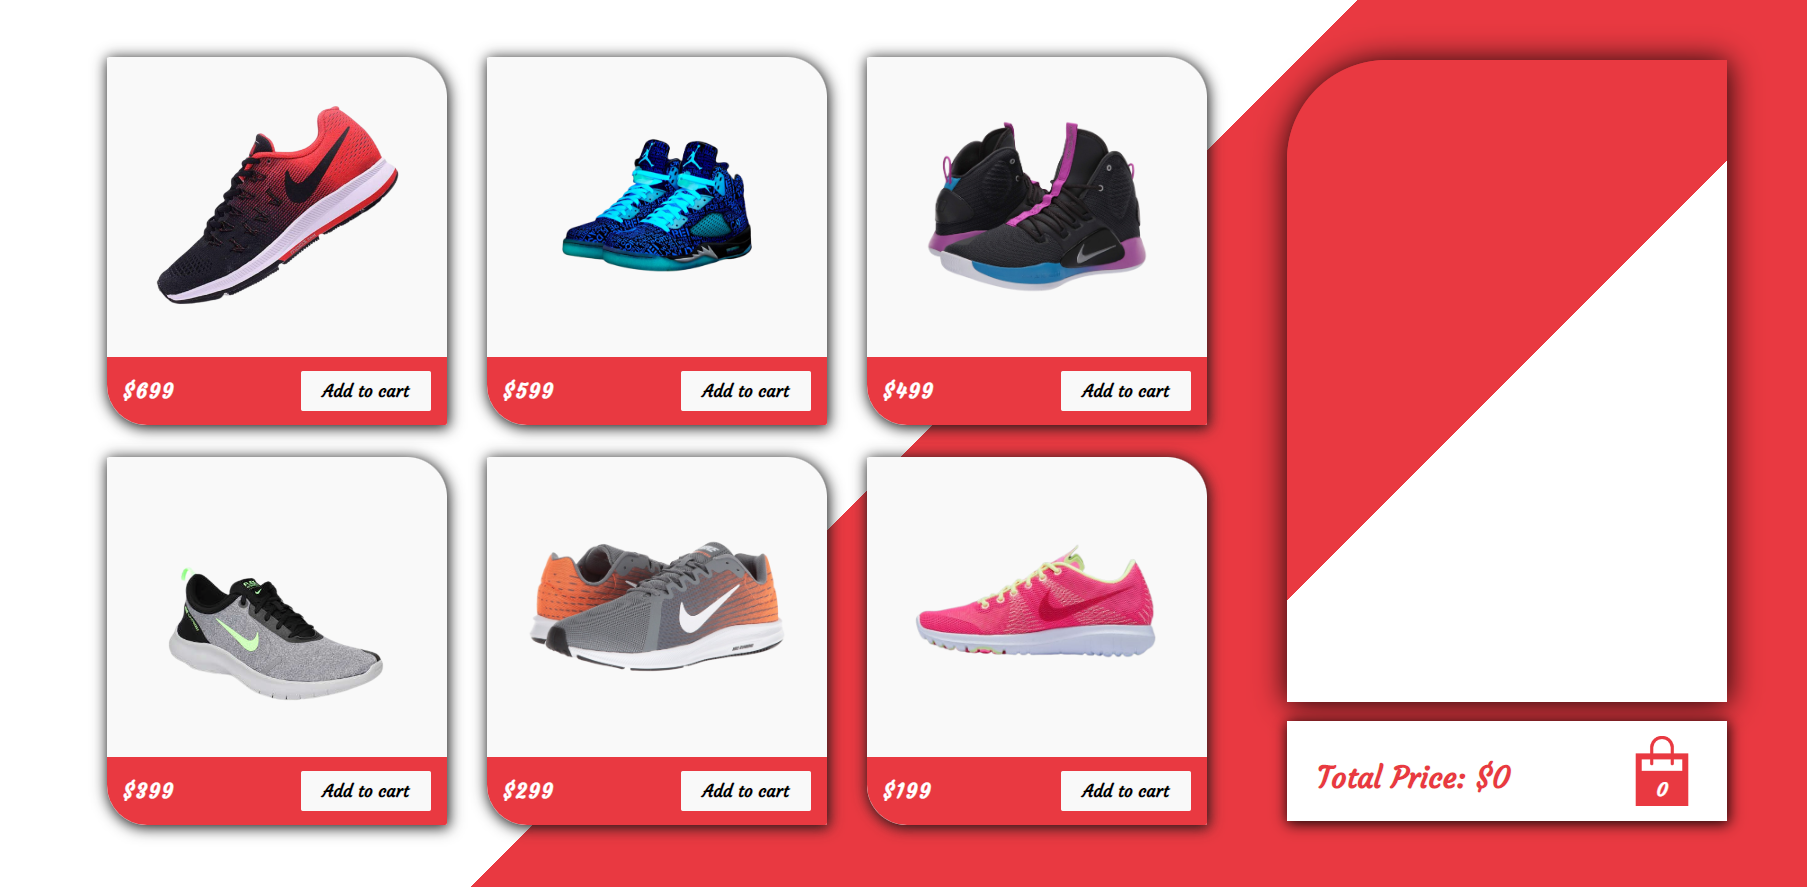 $699
Add to cart
$599
Add to cart
$499
Add to cart
$399
Add to cart
$299
Add to cart
$199
Add to cart
Total Price: $0
0